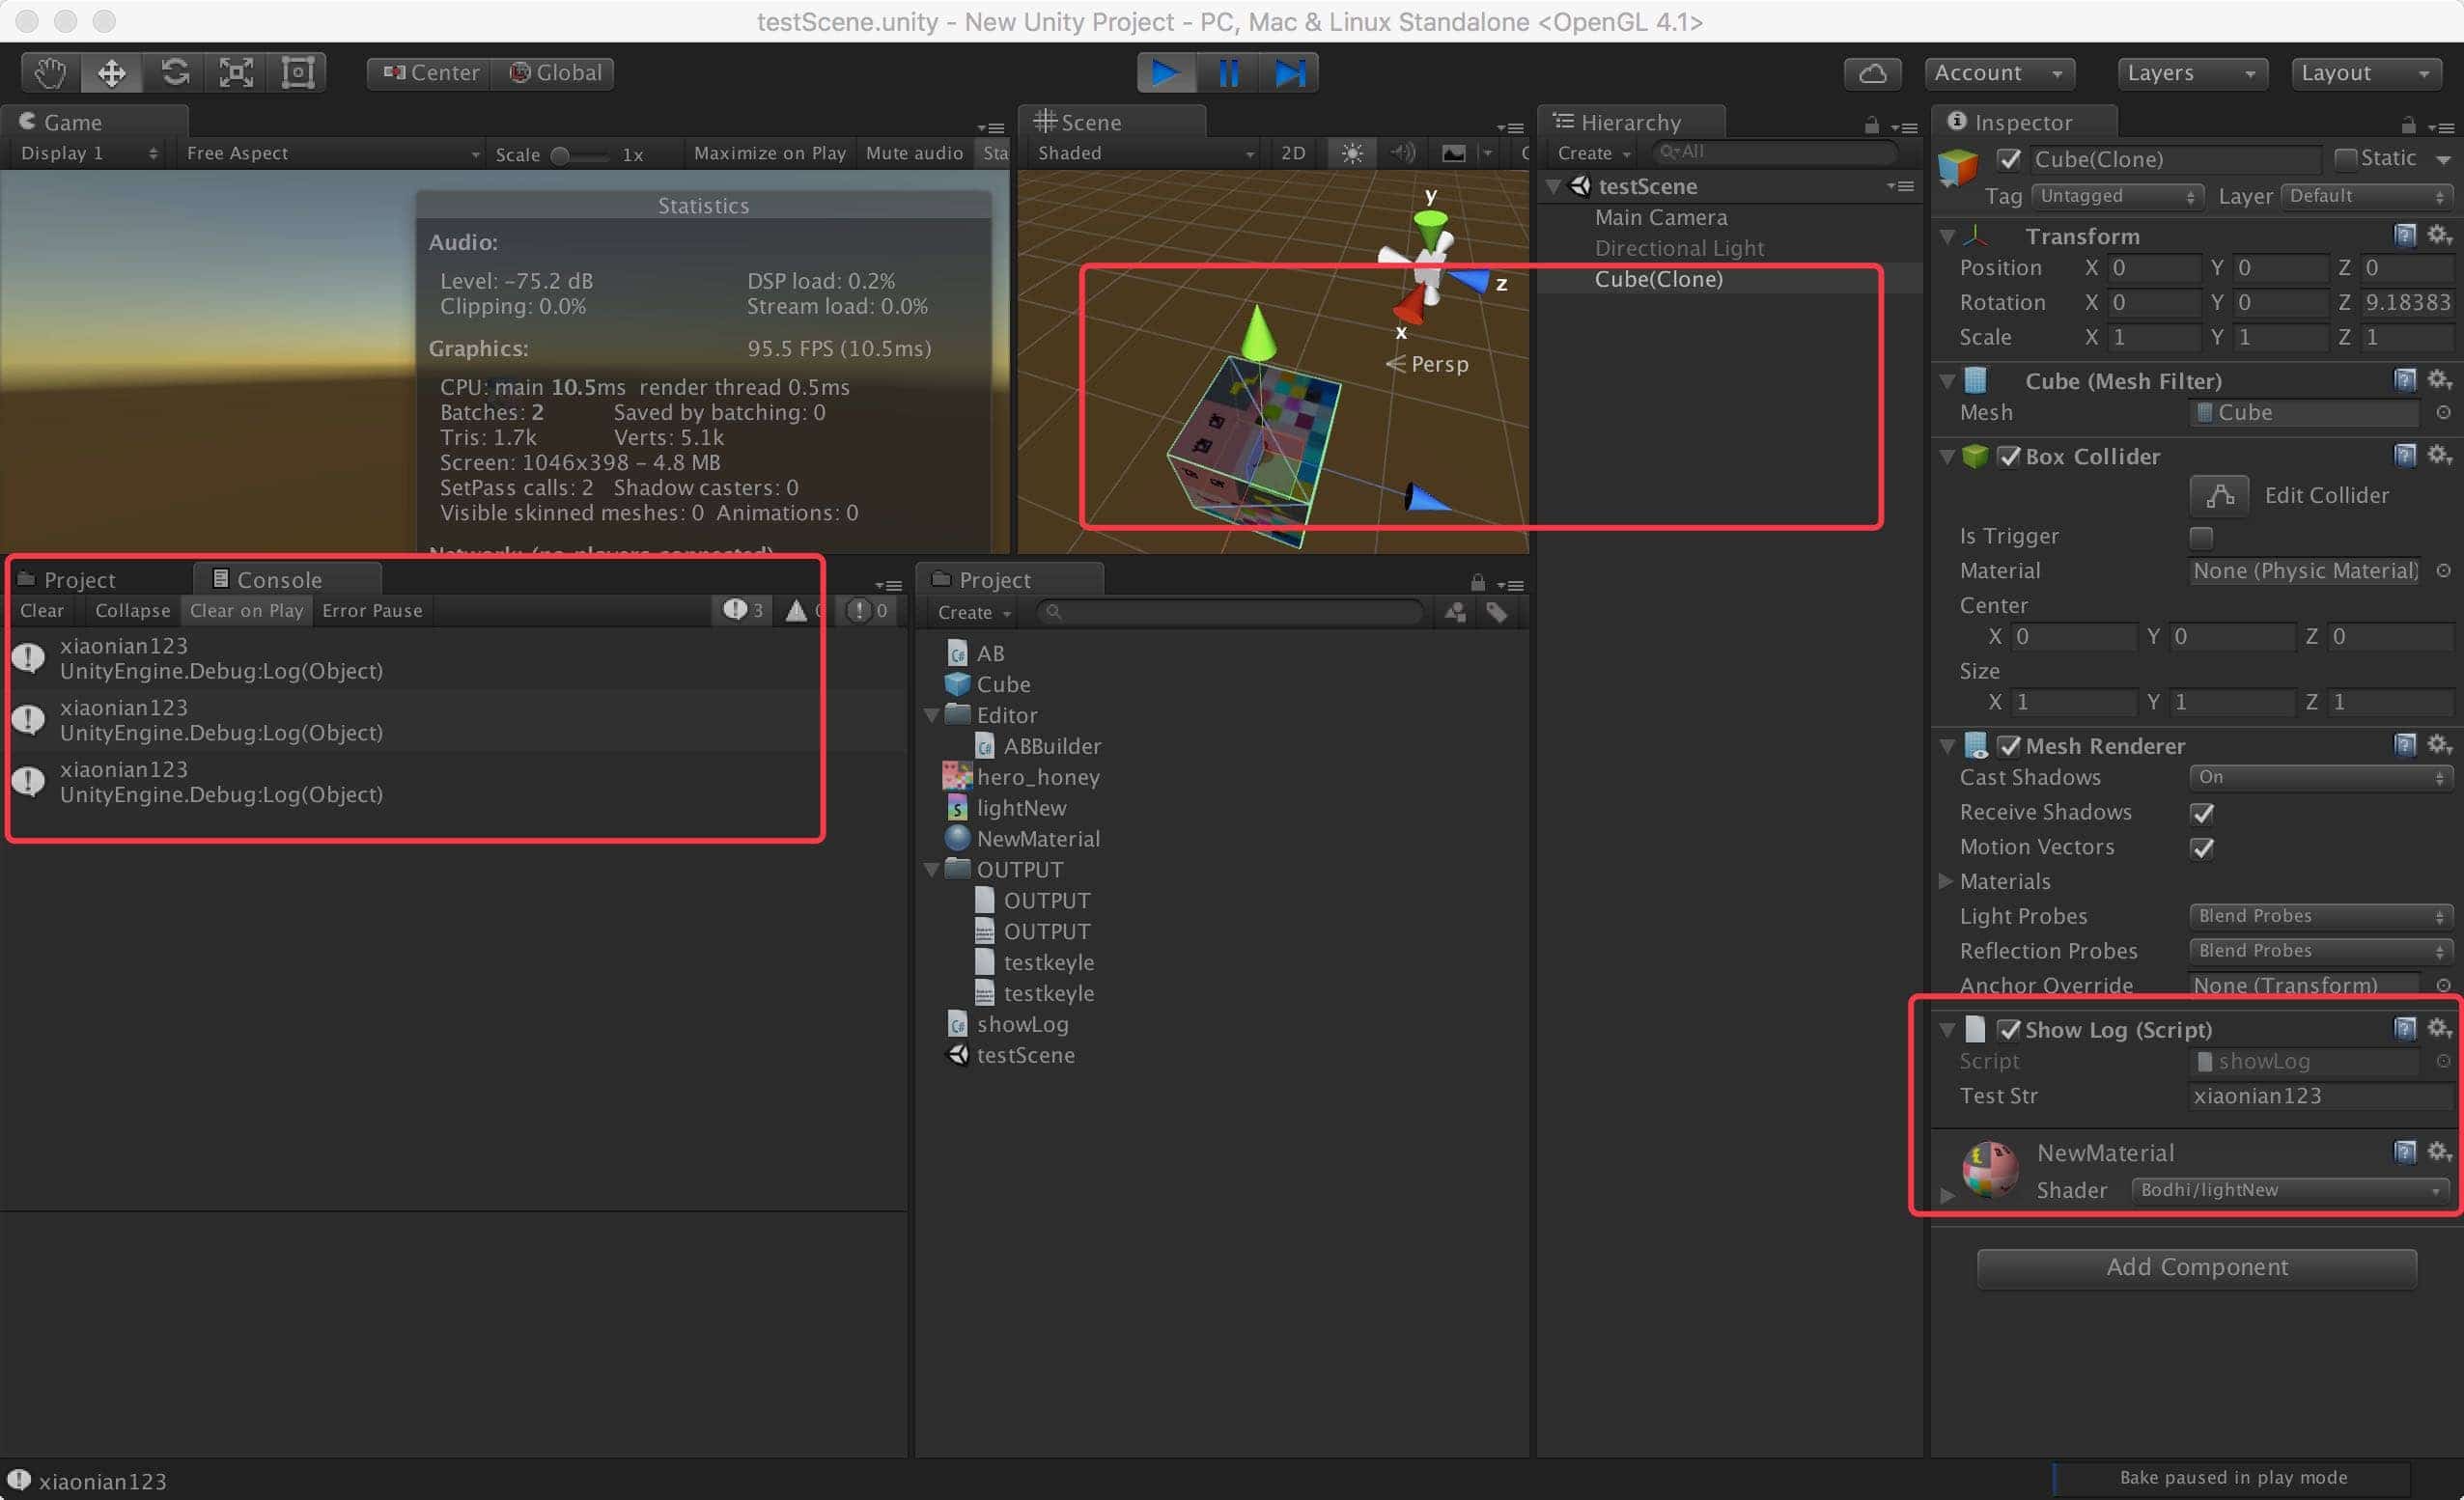 testScene.unity - New Unity Project - PC, Mac & Linux Standalone <OpenGL 4.1>
Center Global
Account Layers Layout
Game
Display 1 Free Aspect Scale 1x Maximize on Play Mute audio Sta
Statistics
Audio:
Level: -75.2 dB DSP load: 0.2%
Clipping: 0.0% Stream load: 0.0%
Graphics: 95.5 FPS (10.5ms)
CPU: main 10.5ms render thread 0.5ms
Batches: 2 Saved by batching: 0
Tris: 1.7k Verts: 5.1k
Screen: 1046x398 - 4.8 MB
SetPass calls: 2 Shadow casters: 0
Visible skinned meshes: 0 Animations: 0
Network: (no players connected)
Scene
Shaded 2D
y
z
x
Persp
Hierarchy
Create All
testScene
Main Camera
Directional Light
Cube(Clone)
Project Console
Clear Collapse Clear on Play Error Pause 3 0 0
xiaonian123
UnityEngine.Debug:Log(Object)
xiaonian123
UnityEngine.Debug:Log(Object)
xiaonian123
UnityEngine.Debug:Log(Object)
Project
Create
AB
Cube
Editor
ABBuilder
hero_honey
lightNew
NewMaterial
OUTPUT
OUTPUT
OUTPUT
testkeyle
testkeyle
showLog
testScene
Inspector
Cube(Clone) Static
Tag Untagged Layer Default
Transform
Position X 0 Y 0 Z 0
Rotation X 0 Y 0 Z 9.18383
Scale X 1 Y 1 Z 1
Cube (Mesh Filter)
Mesh Cube
Box Collider
Edit Collider
Is Trigger
Material None (Physic Material)
Center
X 0 Y 0 Z 0
Size
X 1 Y 1 Z 1
Mesh Renderer
Cast Shadows On
Receive Shadows
Motion Vectors
Materials
Light Probes Blend Probes
Reflection Probes Blend Probes
Anchor Override None (Transform)
Show Log (Script)
Script showLog
Test Str xiaonian123
NewMaterial
Shader Bodhi/lightNew
Add Component
xiaonian123
Bake paused in play mode